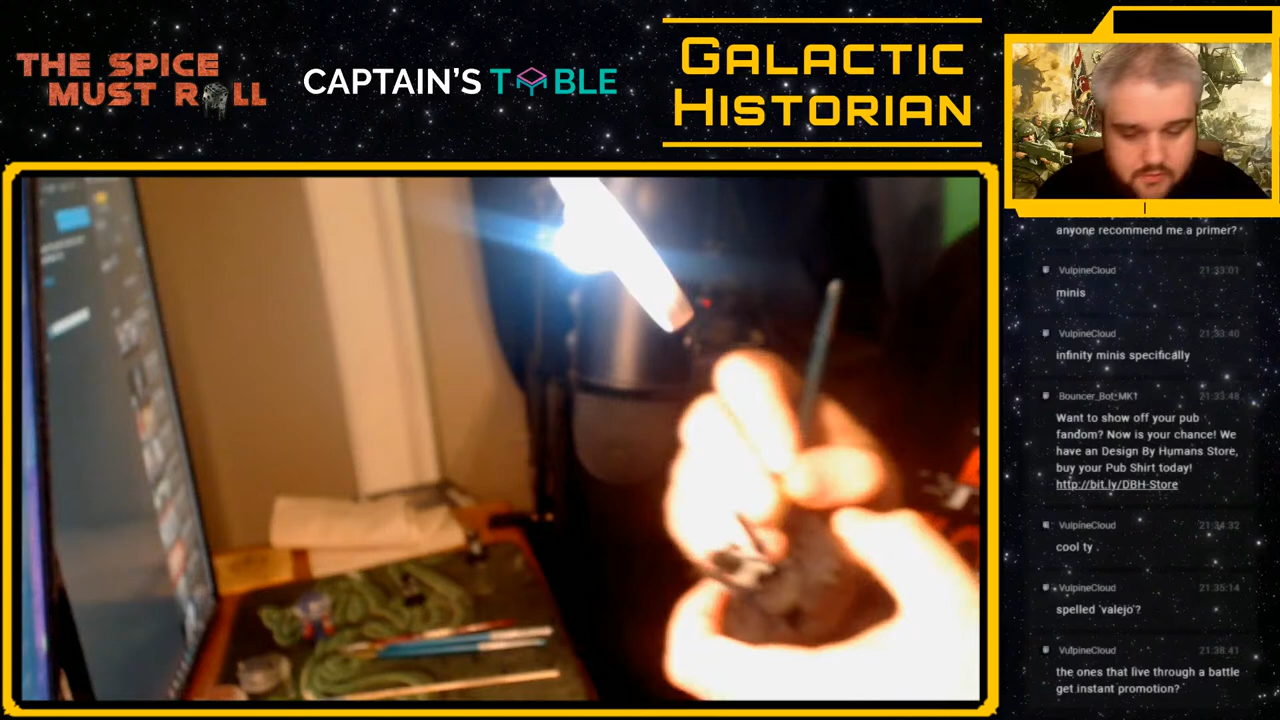 THE SPICE
MUST ROLL
CAPTAIN'S TABLE
GALACTIC
HISTORIAN
anyone recommend me a primer?
VulpineCloud 21:33:01
minis
VulpineCloud 21:33:40
infinity minis specifically
Bouncer_Bot_MK1 21:33:48
Want to show off your pub
fandom? Now is your chance! We
have an Design By Humans Store,
buy your Pub Shirt today!
http://bit.ly/DBH-Store
VulpineCloud 21:34:32
cool ty
VulpineCloud 21:35:14
spelled 'valejo'?
VulpineCloud 21:38:41
the ones that live through a battle
get instant promotion?